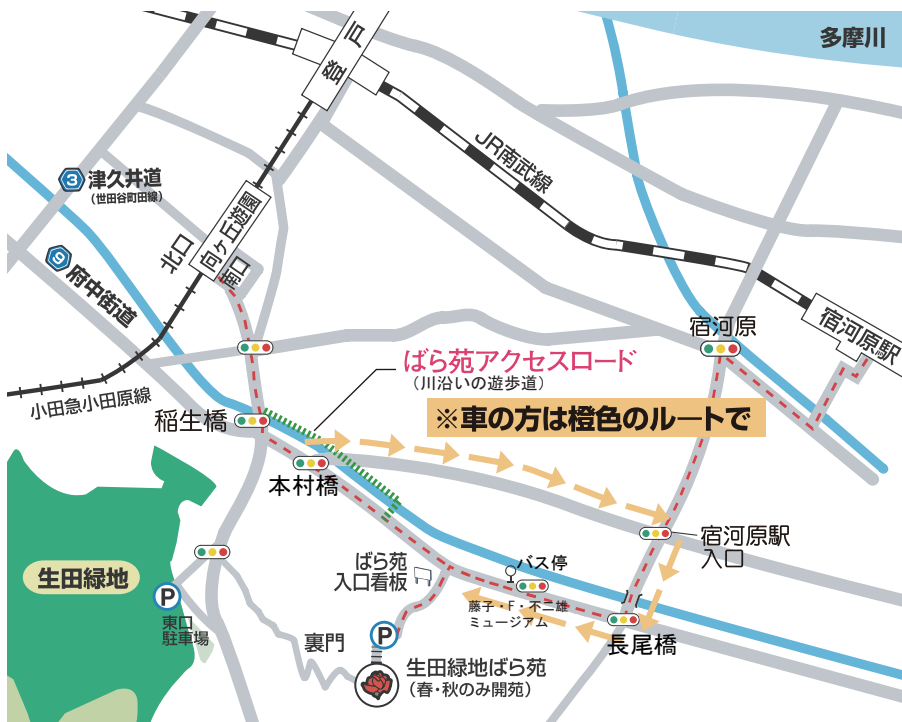 多摩川
登戸
JR南武線
3
津久井道
(世田谷町田線)
向ヶ丘遊園
北口
南口
9
府中街道
宿河原
宿河原駅
ばら苑アクセスロード
(川沿いの遊歩道)
小田急小田原線
稲生橋
※車の方は橙色のルートで
本村橋
宿河原駅
入口
ばら苑
入口看板
バス停
生田緑地
P
東口
駐車場
藤子・F・不二雄
ミュージアム
長尾橋
裏門
P
生田緑地ばら苑
(春・秋のみ開苑)